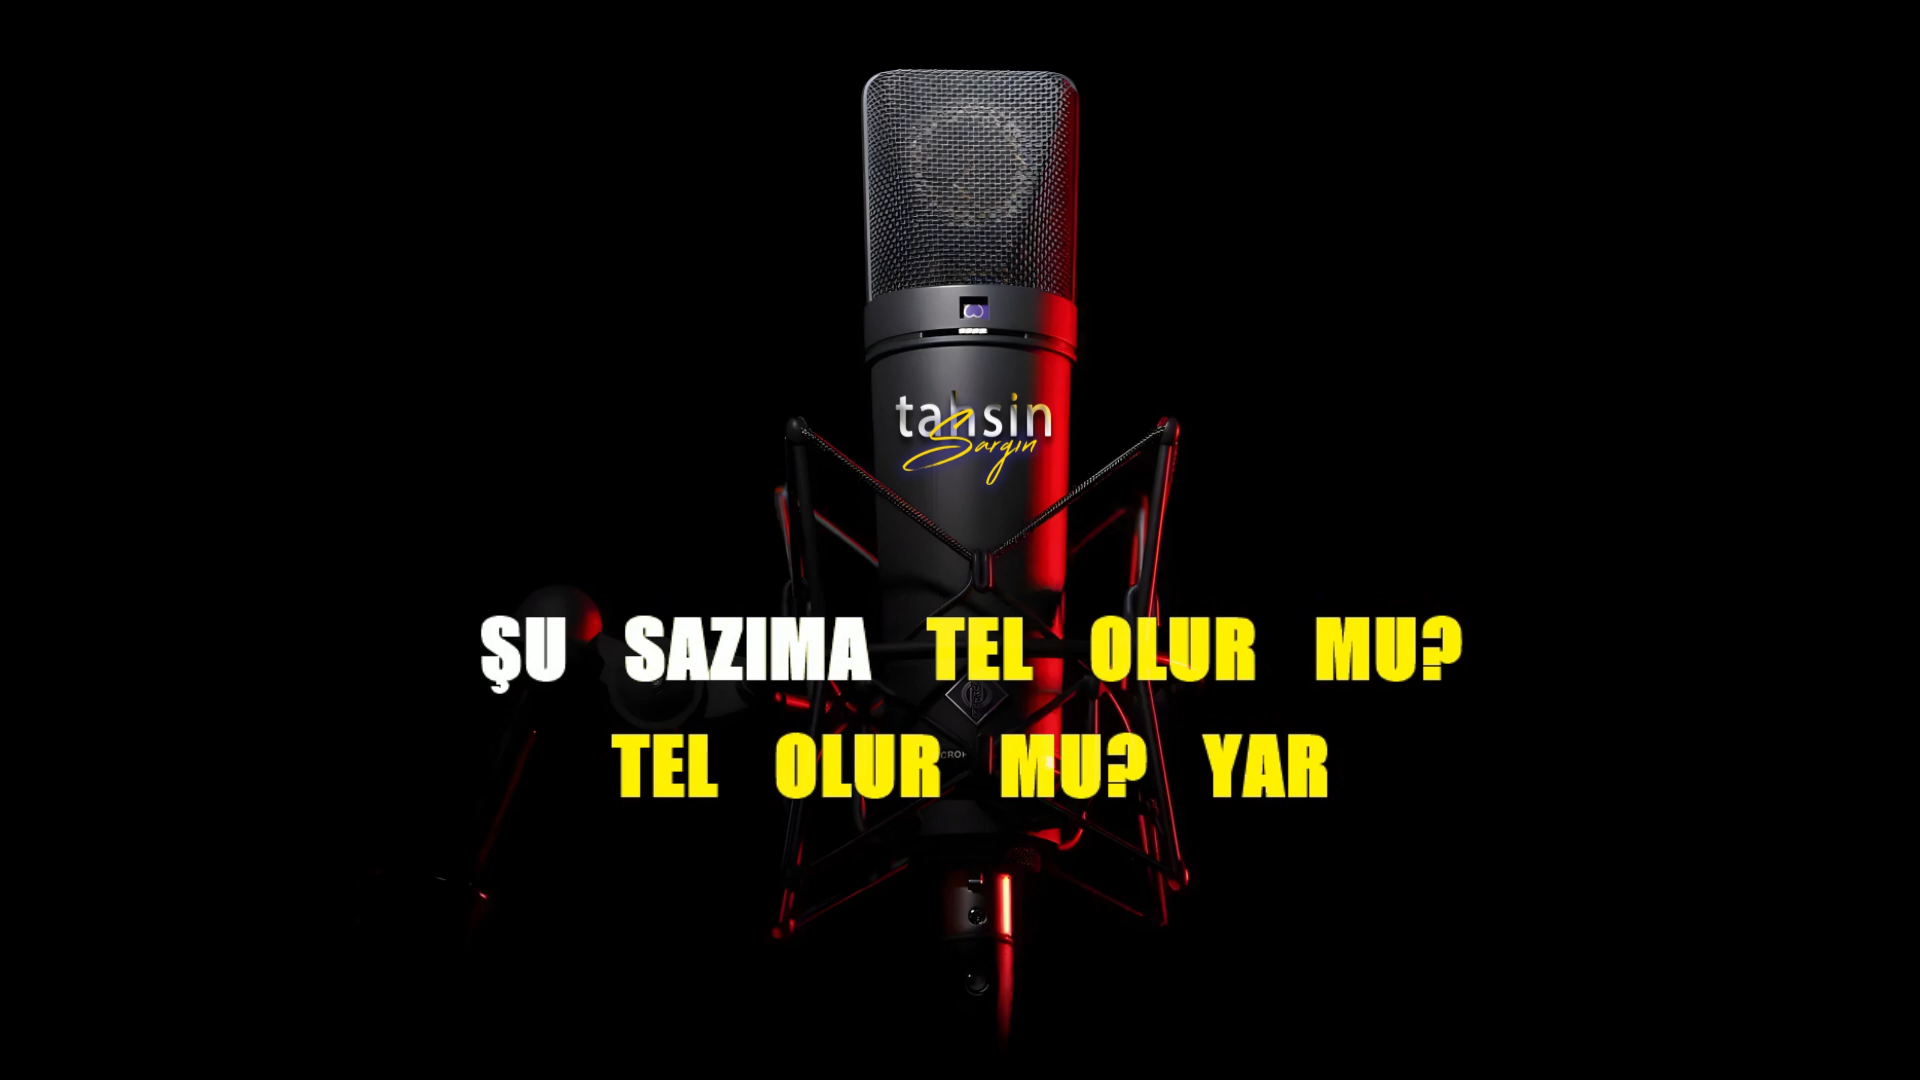 tahsin
Sargın
ŞU SAZIMA TEL OLUR MU?
TEL OLUR MU? YAR